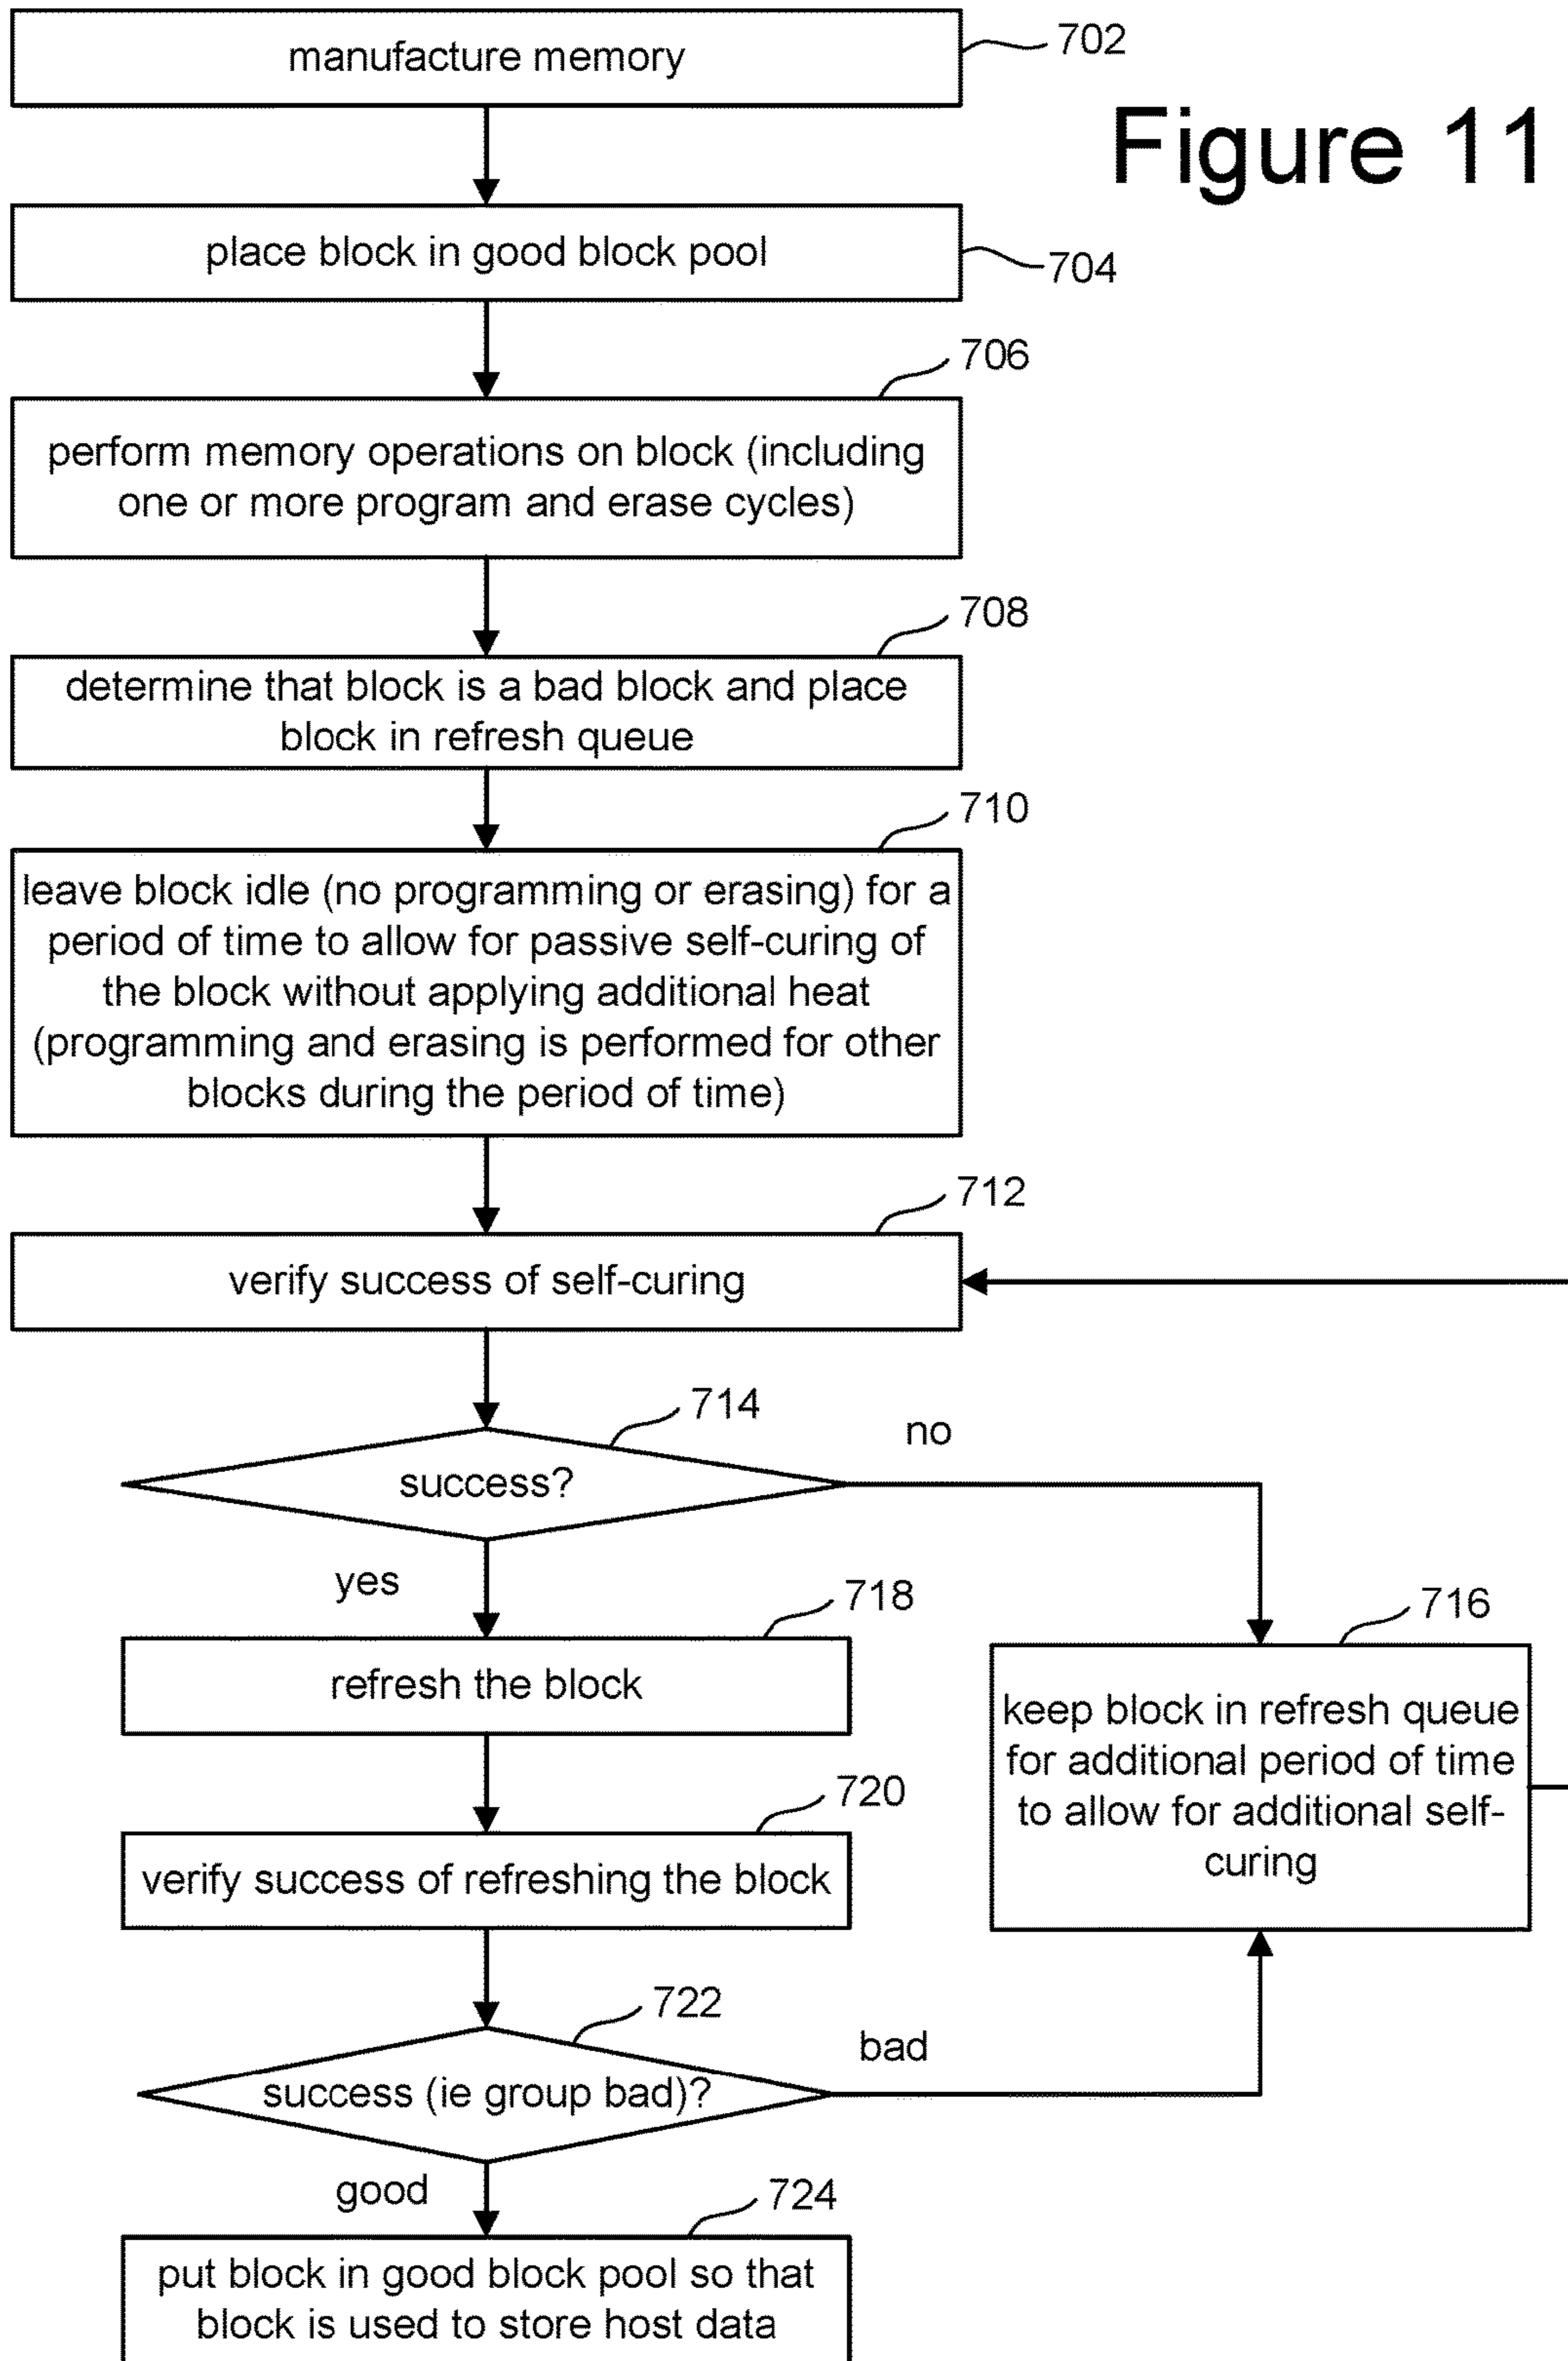 manufacture memory
702
Figure 11
place block in good block pool
704
706
perform memory operations on block (including
one or more program and erase cycles)
708
determine that block is a bad block and place
block in refresh queue
710
leave block idle (no programming or erasing) for a
period of time to allow for passive self-curing of
the block without applying additional heat
(programming and erasing is performed for other
blocks during the period of time)
712
verify success of self-curing
714
no
success?
yes
718
716
refresh the block
keep block in refresh queue
for additional period of time
to allow for additional self-
curing
720
verify success of refreshing the block
722
bad
success (ie group bad)?
good
724
put block in good block pool so that
block is used to store host data